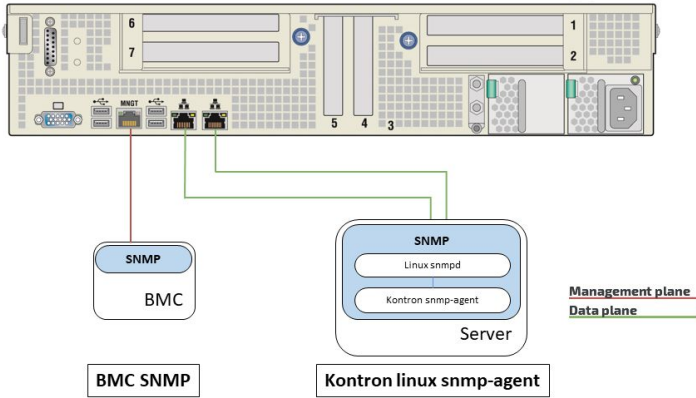 6
7
1
2
MNGT
5
4
3
SNMP
BMC
SNMP
Linux snmpd
Kontron snmp-agent
Server
Management plane
Data plane
BMC SNMP
Kontron linux snmp-agent